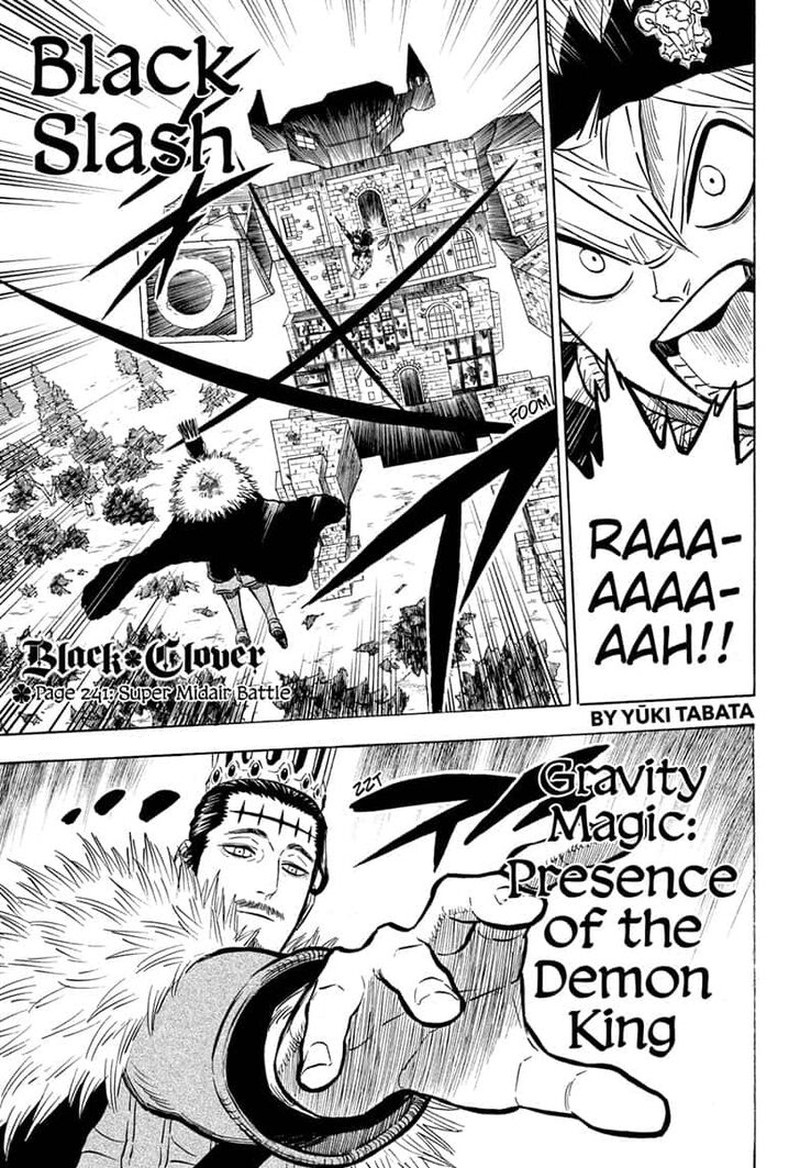 RAAA-
AAAA-
AAH!!
Black
Slash
FOOM
Black Clover
Page 241: Super Midair Battle
BY YŪKI TABATA
ZZT
Gravity
Magic:
Presence
of the
Demon
King